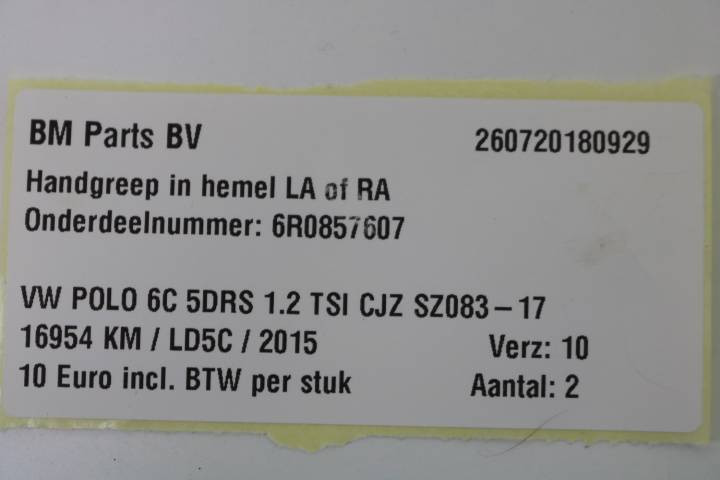 BM Parts BV 260720180929
Handgreep in hemel LA of RA
Onderdeelnummer: 6R0857607
VW POLO 6C 5DRS 1.2 TSI CJZ SZ083-17
16954 KM / LD5C / 2015 Verz: 10
10 Euro incl. BTW per stuk Aantal: 2